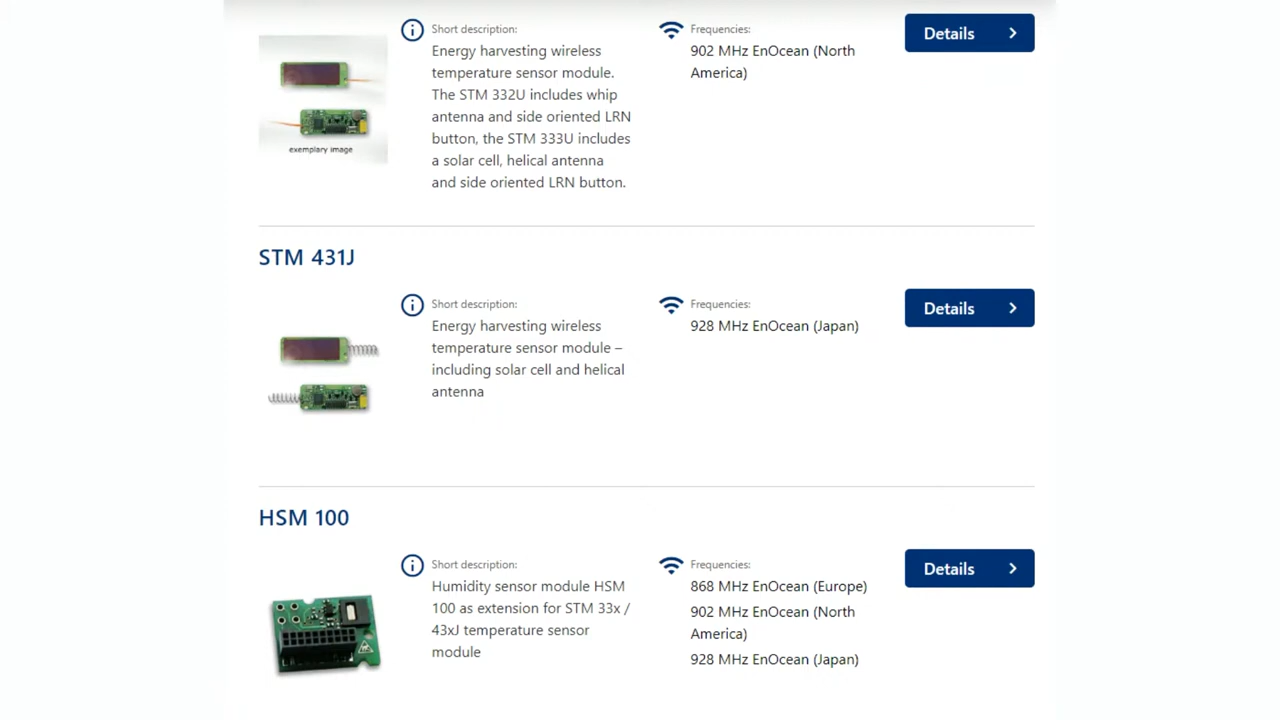 Short description:
Energy harvesting wireless
temperature sensor module.
The STM 332U includes whip
antenna and side oriented LRN
button, the STM 333U includes
a solar cell, helical antenna
and side oriented LRN button.
exemplary image
Frequencies:
902 MHz EnOcean (North
America)
Details
STM 431J
Short description:
Energy harvesting wireless
temperature sensor module –
including solar cell and helical
antenna
Frequencies:
928 MHz EnOcean (Japan)
Details
HSM 100
Short description:
Humidity sensor module HSM
100 as extension for STM 33x /
43xJ temperature sensor
module
Frequencies:
868 MHz EnOcean (Europe)
902 MHz EnOcean (North
America)
928 MHz EnOcean (Japan)
Details